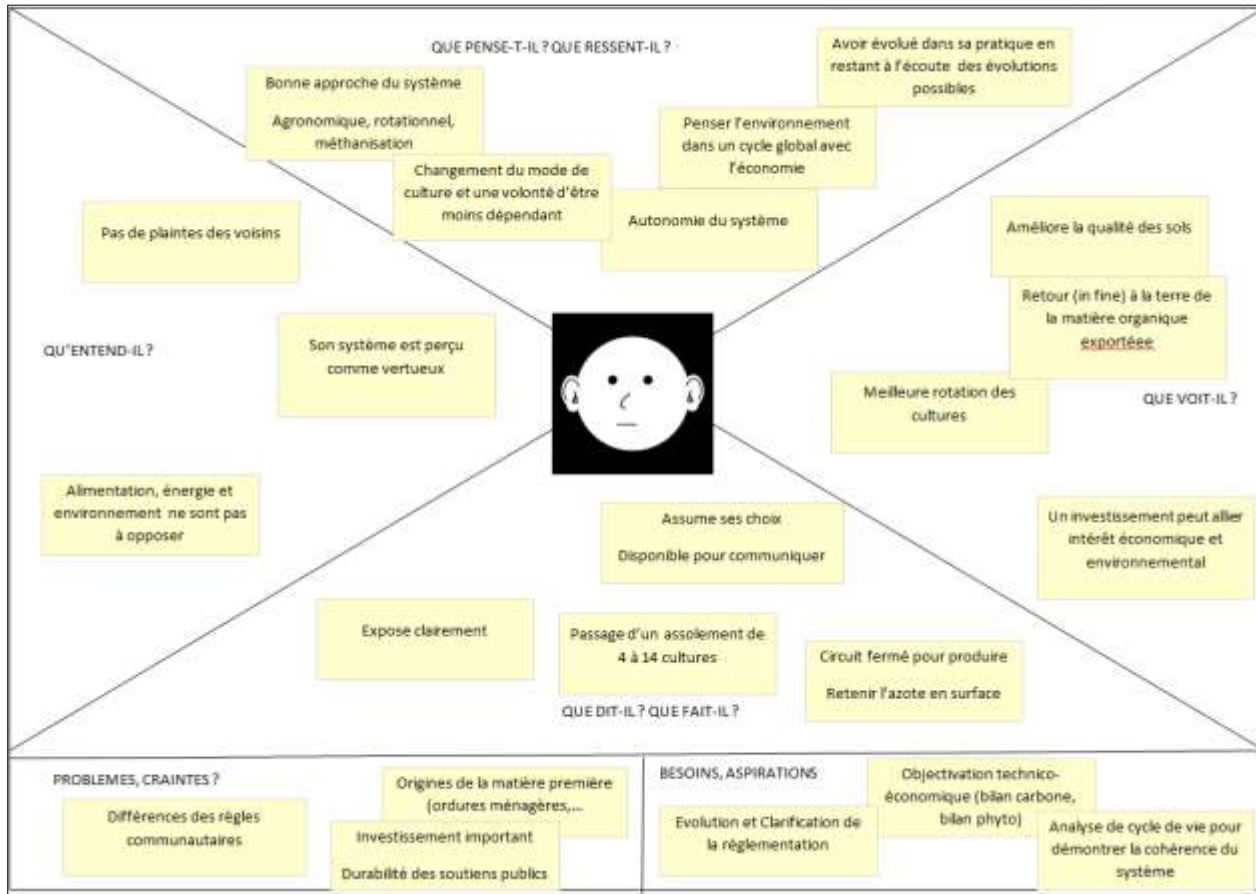 QUE PENSE-T-IL ? QUE RESSENT-IL ?
Bonne approche du système
Agronomique, rotationnel,
méthanisation
Changement du mode de
culture et une volonté d'être
moins dépendant
Avoir évolué dans sa pratique en
restant à l'écoute des évolutions
possibles
Penser l'environnement
dans un cycle global avec
l'économie
Autonomie du système
Pas de plaintes des voisins
QU'ENTEND-IL ?
Son système est perçu
comme vertueux
Alimentation, énergie et
environnement ne sont pas
à opposer
Améliore la qualité des sols
Retour (in fine) à la terre de
la matière organique
exportéee
Meilleure rotation des
cultures
QUE VOIT-IL ?
Un investissement peut allier
intérêt économique et
environnemental
Assume ses choix
Disponible pour communiquer
Expose clairement
Passage d'un assolement de
4 à 14 cultures
Circuit fermé pour produire
Retenir l'azote en surface
QUE DIT-IL ? QUE FAIT-IL ?
PROBLEMES, CRAINTES ?
Différences des règles
communautaires
Origines de la matière première
(ordures ménagères,...
Investissement important
Durabilité des soutiens publics
BESOINS, ASPIRATIONS
Evolution et Clarification de
la réglementation
Objectivation technico-
économique (bilan carbone,
bilan phyto)
Analyse de cycle de vie pour
démontrer la cohérence du
système